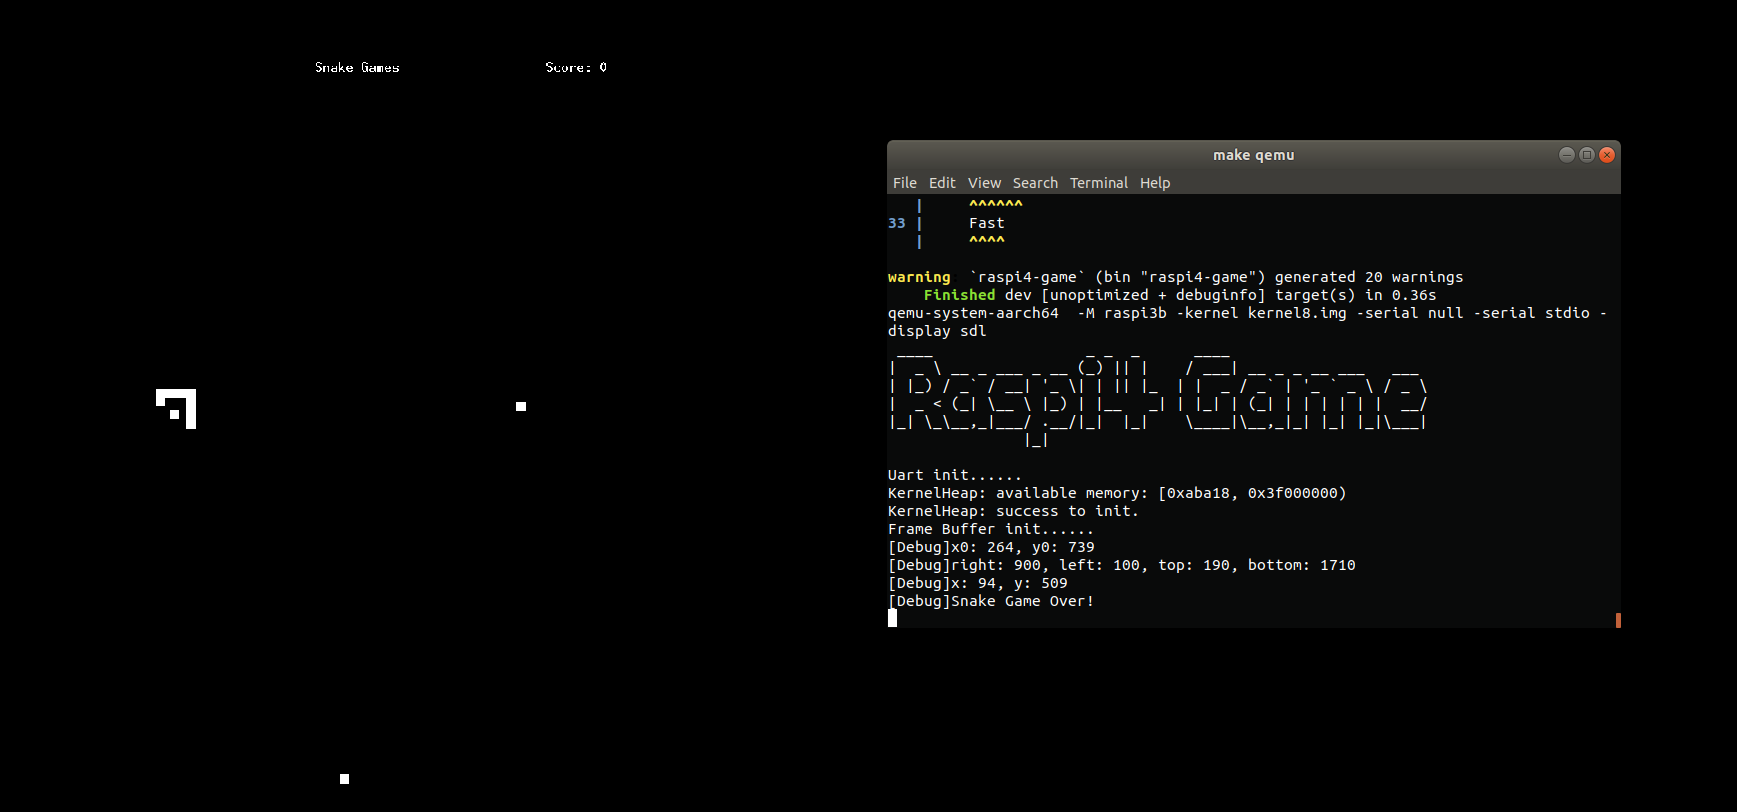 Snake Games Score: 0
make qemu
File Edit View Search Terminal Help
| ^^^^^^
33 | Fast
| ^^^^
warning: `raspi4-game` (bin "raspi4-game") generated 20 warnings
Finished dev [unoptimized + debuginfo] target(s) in 0.36s
qemu-system-aarch64 -M raspi3b -kernel kernel8.img -serial null -serial stdio -
display sdl
Raspi4 Game
Uart init......
KernelHeap: available memory: [0xaba18, 0x3f000000)
KernelHeap: success to init.
Frame Buffer init......
[Debug]x0: 264, y0: 739
[Debug]right: 900, left: 100, top: 190, bottom: 1710
[Debug]x: 94, y: 509
[Debug]Snake Game Over!